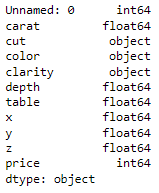 Unnamed: 0 int64
carat float64
cut object
color object
clarity object
depth float64
table float64
x float64
y float64
z float64
price int64
dtype: object